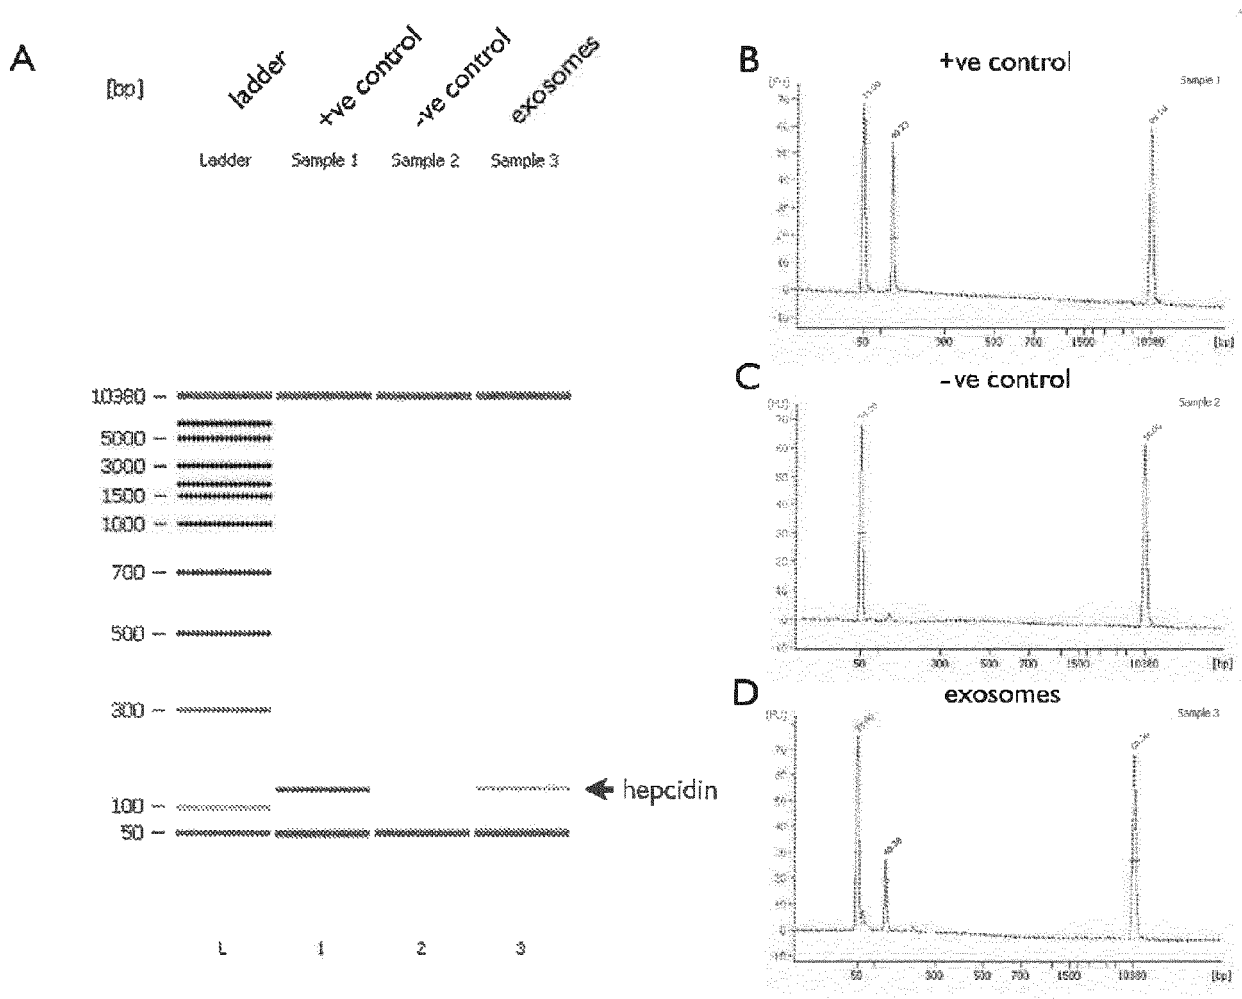 A
[bp]
ladder
+ve control
-ve control
exosomes
Ladder
Sample 1
Sample 2
Sample 3
10380
5000
3000
1500
1000
700
500
300
100
50
hepcidin
L
1
2
3
B
+ve control
Sample 1
50
300
500
700
1500
10380
[bp]
C
-ve control
Sample 2
50
300
500
700
1500
10380
[bp]
D
exosomes
Sample 3
50
300
500
700
1500
10380
[bp]